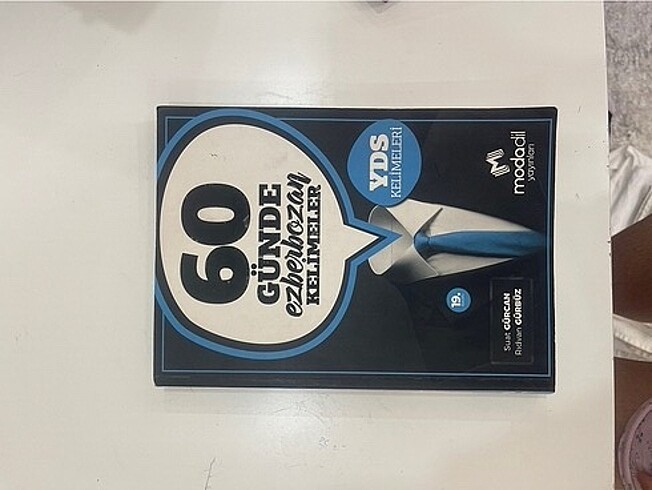 60
GÜNDE
ezberbozan
KELİMELER
YDS
KELİMELERİ
19.
Suat GÜRCAN
Rıdvan GÜRBÜZ
modadil
yayınları